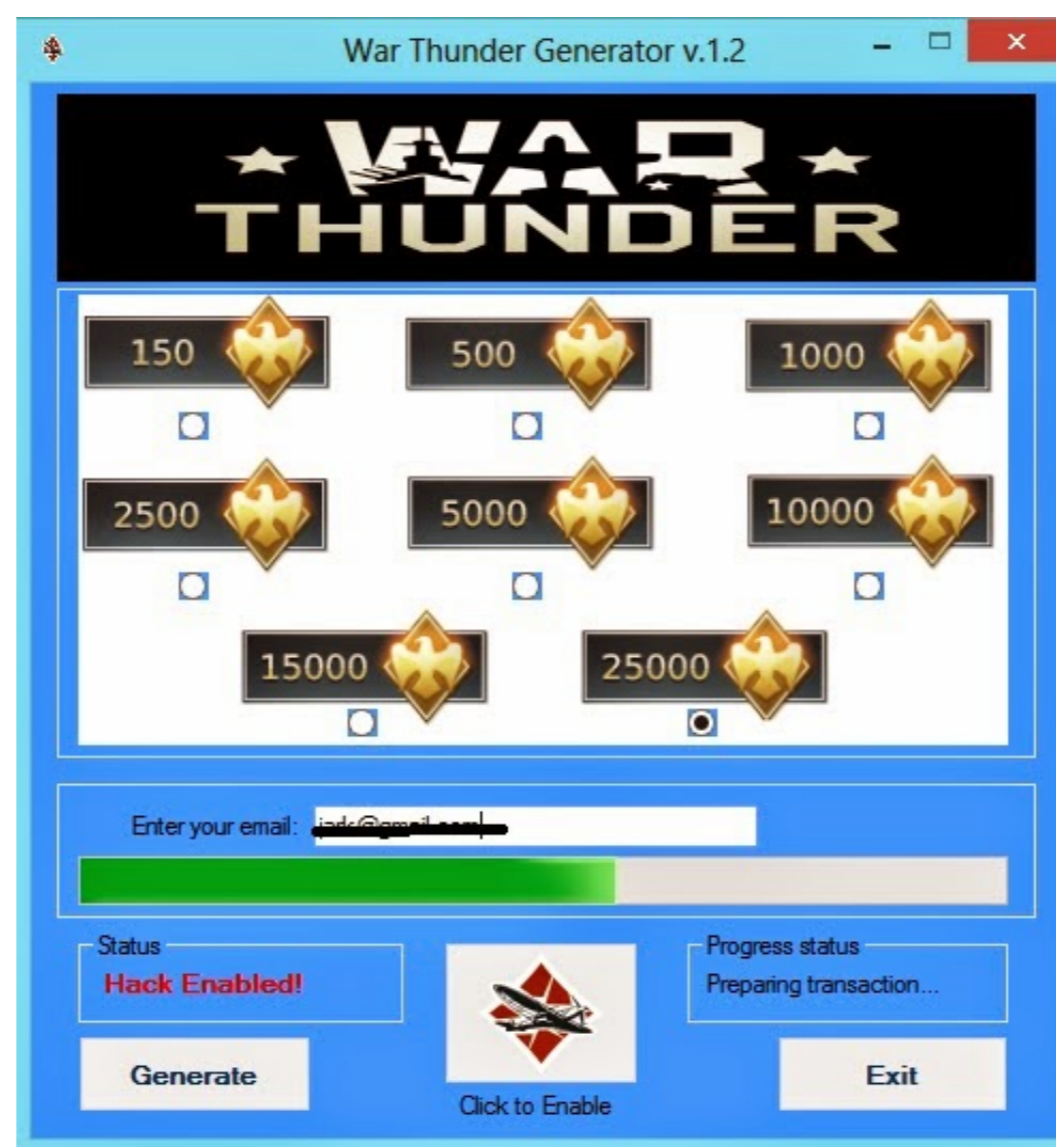 War Thunder Generator v.1.2
WAR
THUNDER
150 500 1000
2500 5000 10000
15000 25000
Enter your email:
Status
Hack Enabled!
Progress status
Preparing transaction...
Generate
Click to Enable
Exit